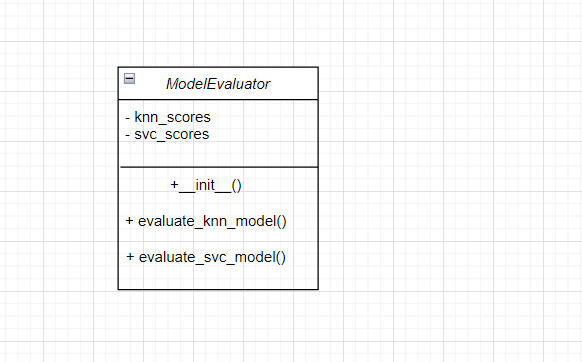 ModelEvaluator
- knn_scores
- svc_scores
+__init__()
+ evaluate_knn_model()
+ evaluate_svc_model()